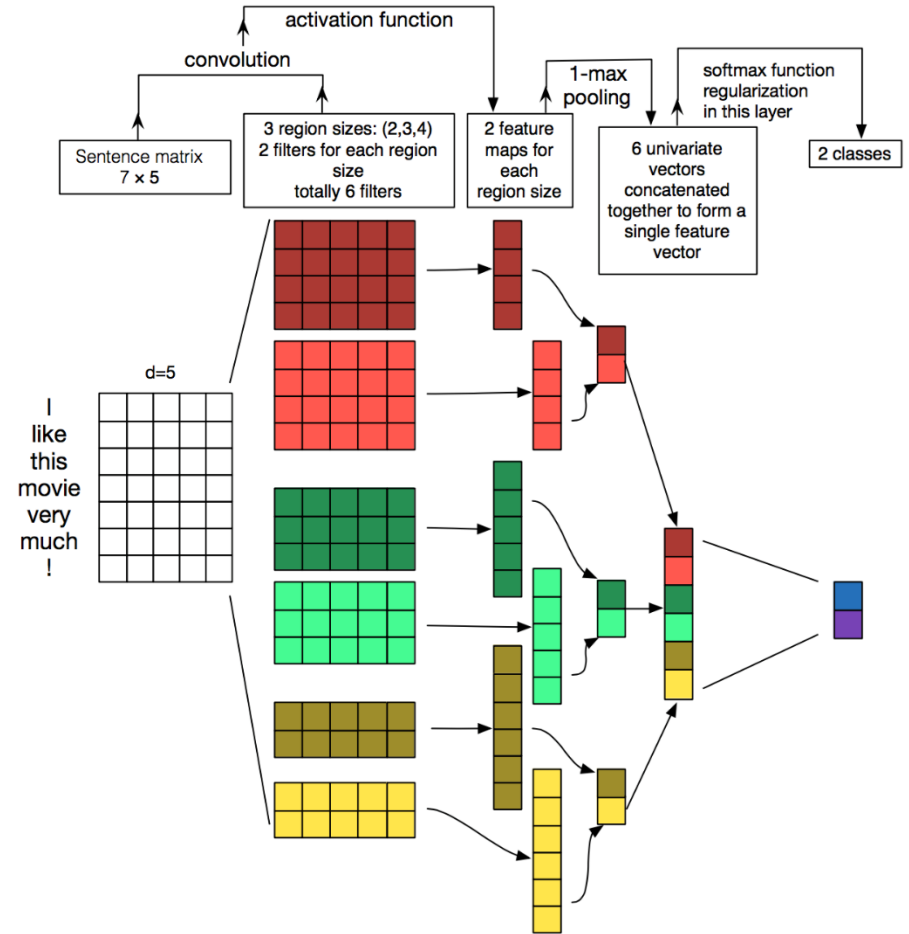 activation function
convolution
1-max
pooling
softmax function
regularization
in this layer
Sentence matrix
7 × 5
3 region sizes: (2,3,4)
2 filters for each region
size
totally 6 filters
2 feature
maps for
each
region size
6 univariate
vectors
concatenated
together to form a
single feature
vector
2 classes
d=5
I
like
this
movie
very
much
!